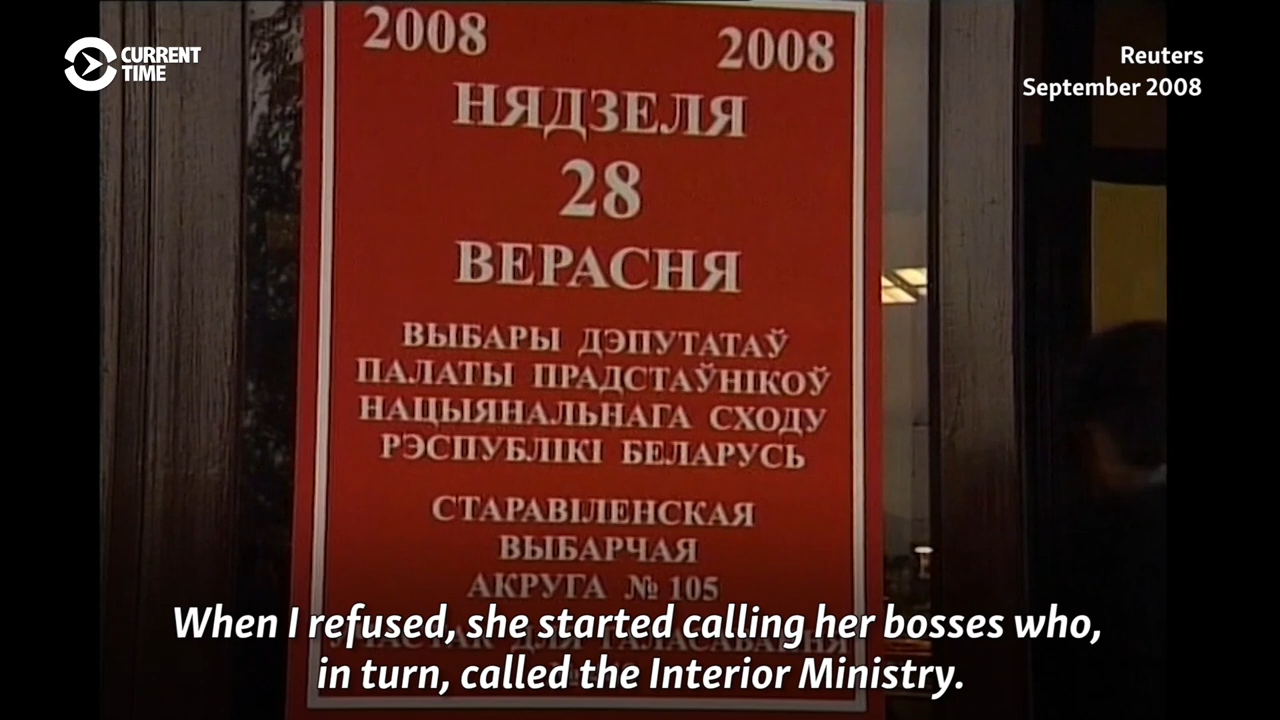 CURRENT
TIME
Reuters
September 2008
2008 2008
НЯДЗЕЛЯ
28
ВЕРАСНЯ
ВЫБАРЫ ДЭПУТАТАЎ
ПАЛАТЫ ПРАДСТАЎНІКОЎ
НАЦЫЯНАЛЬНАГА СХОДУ
РЭСПУБЛІКІ БЕЛАРУСЬ
СТАРАВІЛЕНСКАЯ
ВЫБАРЧАЯ
АКРУГА № 105
When I refused, she started calling her bosses who,
in turn, called the Interior Ministry.